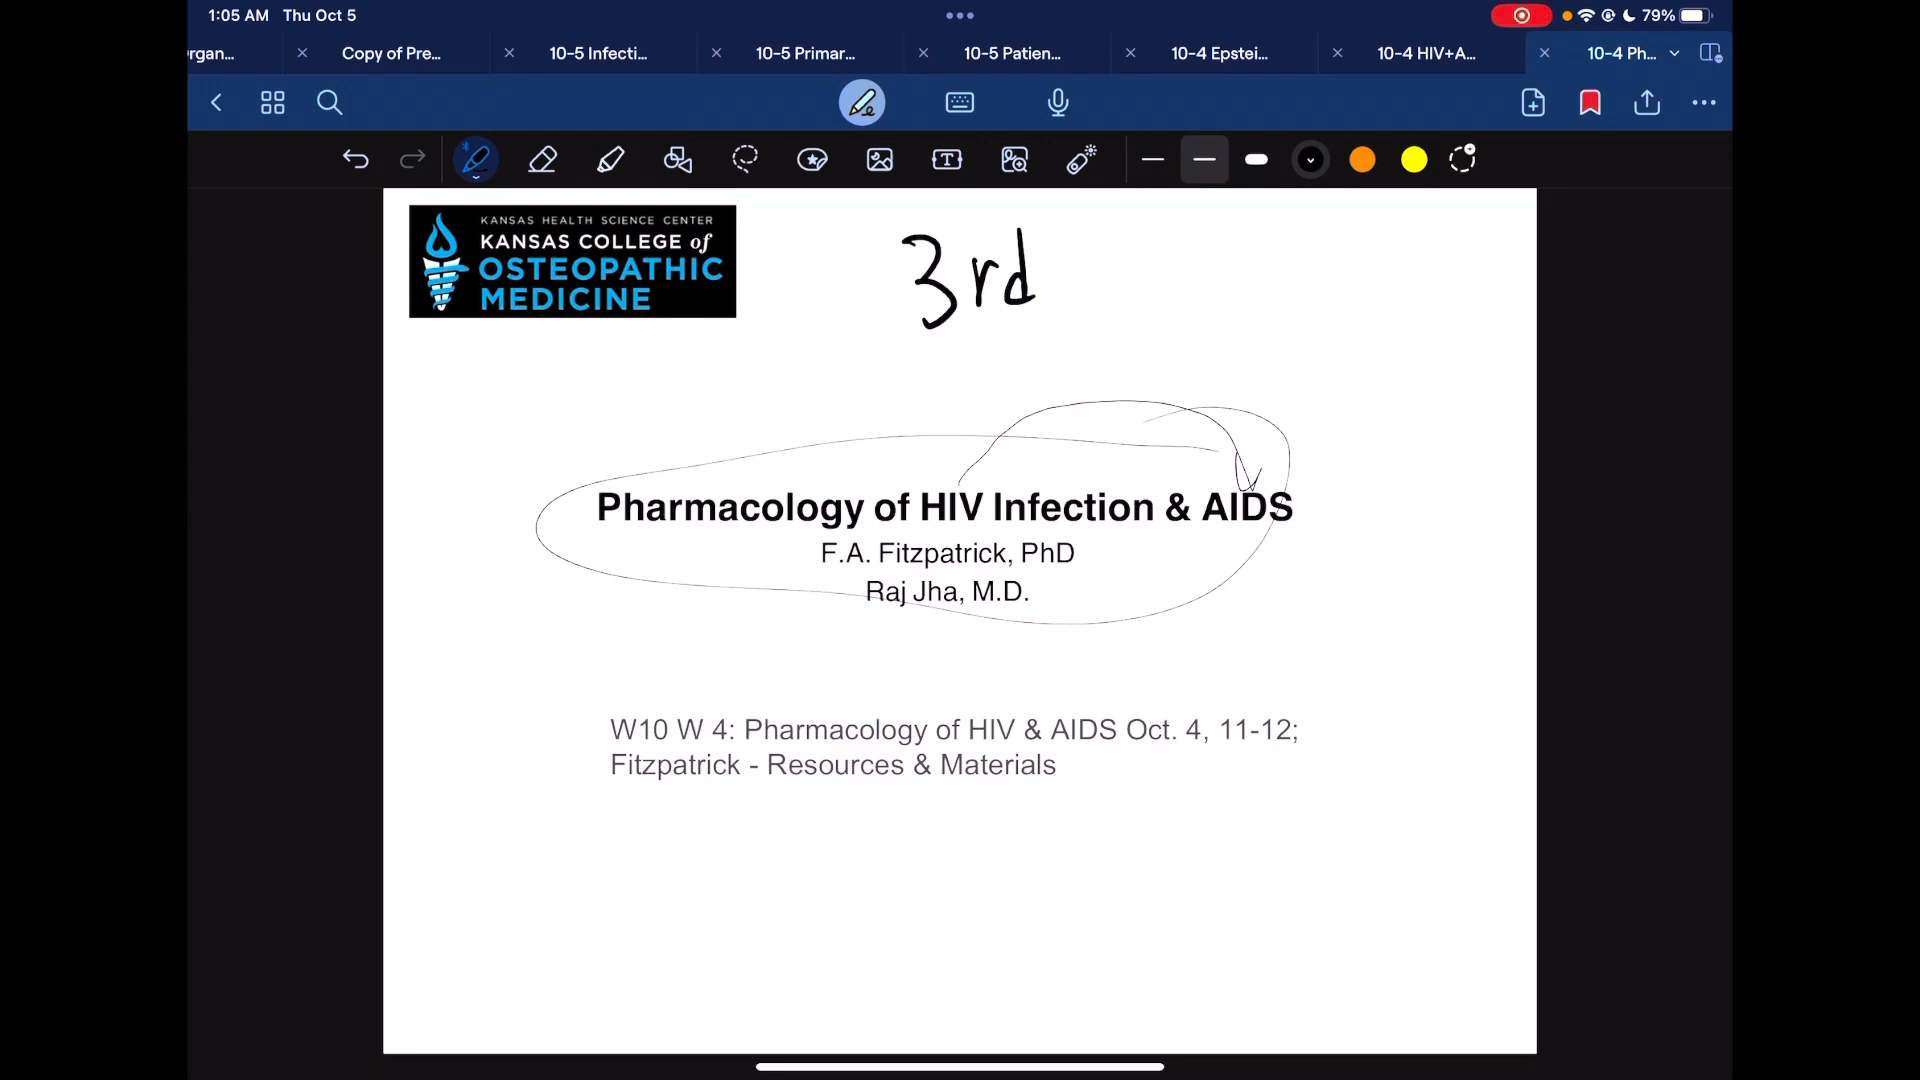 1:05 AM Thu Oct 5
79%
rgan...
Copy of Pre...
10-5 Infecti...
10-5 Primar...
10-5 Patien...
10-4 Epstei...
10-4 HIV+A...
10-4 Ph...
KANSAS HEALTH SCIENCE CENTER
KANSAS COLLEGE of
OSTEOPATHIC
MEDICINE
3rd
Pharmacology of HIV Infection & AIDS
F.A. Fitzpatrick, PhD
Raj Jha, M.D.
W10 W 4: Pharmacology of HIV & AIDS Oct. 4, 11-12;
Fitzpatrick - Resources & Materials